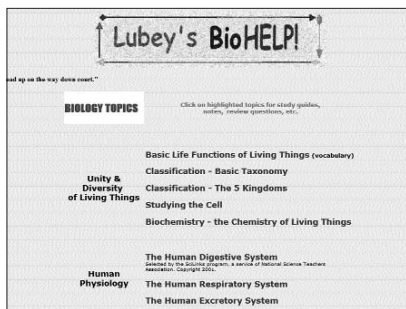 Lubey's BioHELP!
ead up on the way down court."
BIOLOGY TOPICS
Click on highlighted topics for study guides,
notes, review questions, etc.
Unity &
Diversity
of Living Things
Basic Life Functions of Living Things (vocabulary)
Classification - Basic Taxonomy
Classification - The 5 Kingdoms
Studying the Cell
Biochemistry - the Chemistry of Living Things
Human
Physiology
The Human Digestive System
Selected by the SciLinks program, a service of National Science Teachers
Association. Copyright 2001.
The Human Respiratory System
The Human Excretory System